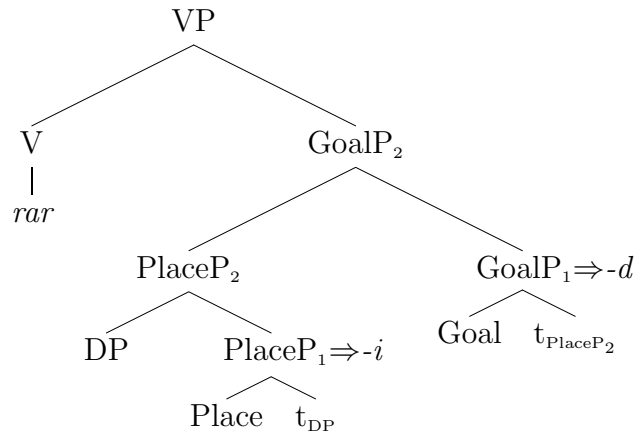 VP
V GoalP₂
rar
PlaceP₂ GoalP₁⇒-d
DP PlaceP₁⇒-i Goal t_PlaceP₂
Place t_DP